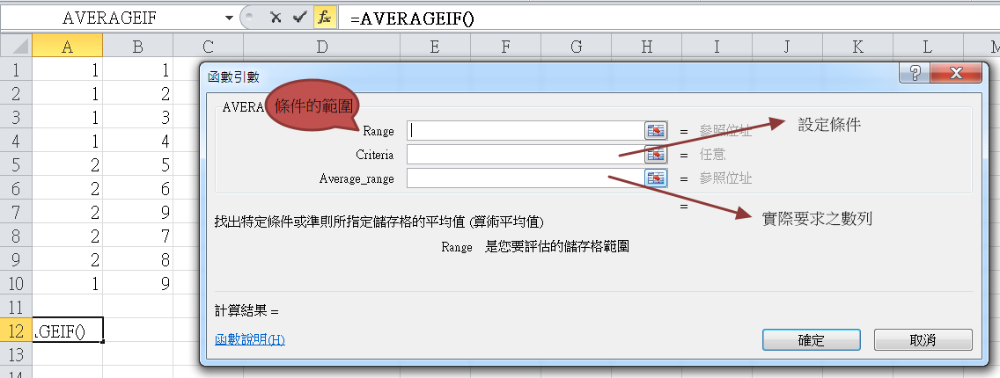 AVERAGEIF =AVERAGEIF()
A B C D E F G H I J K L M
函數引數
1 1 1
AVERA 條件的範圍
2 1 2
3 1 3
Range = 參照位址 設定條件
4 1 4
Criteria = 任意
5 2 5
Average_range = 參照位址
6 2 6
= 實際要求之數列
7 2 9
找出特定條件或準則所指定儲存格的平均值 (算術平均值)
8 2 7
Range 是您要評估的儲存格範圍
9 2 8
10 1 9
11
計算結果 =
12 GEIF()
函數說明(H) 確定 取消
13
14